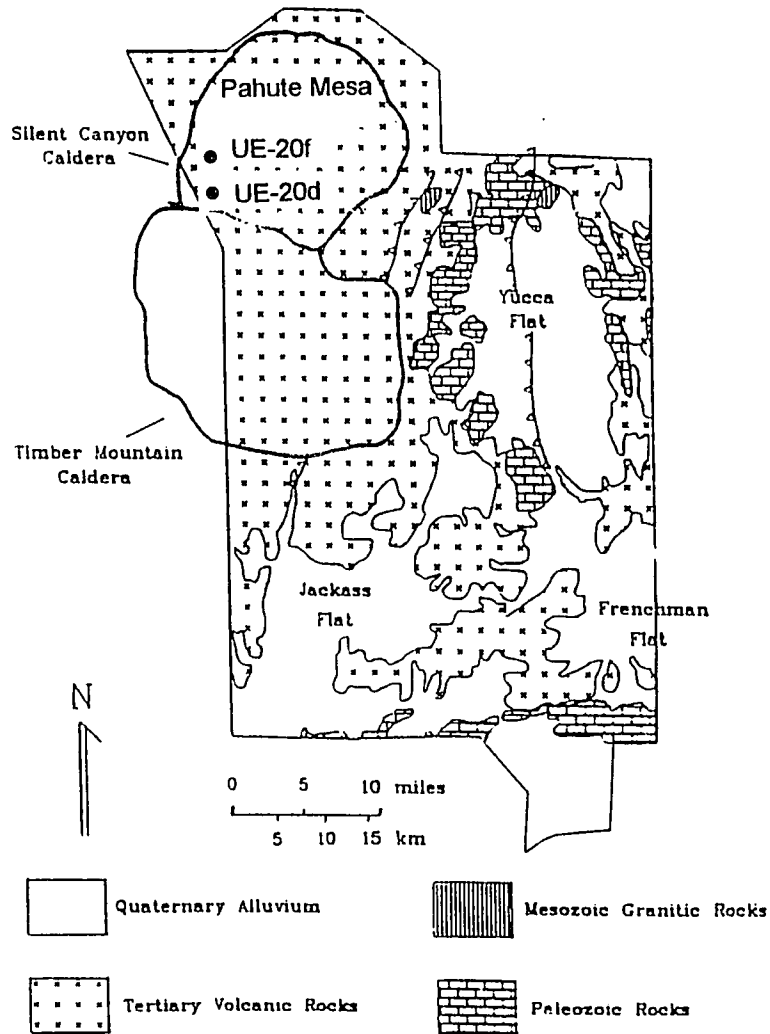 Pahute Mesa
Silent Canyon
Caldera
UE-20f
UE-20d
Yucca
Flat
Timber Mountain
Caldera
Jackass
Flat
Frenchman
Flat
N
0 5 10 miles
5 10 15 km
Quaternary Alluvium
Mesozoic Granitic Rocks
Tertiary Volcanic Rocks
Paleozoic Rocks